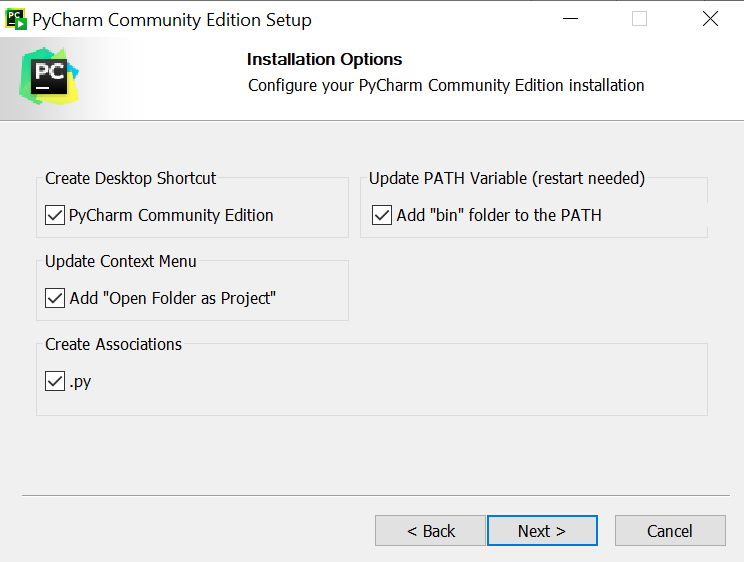 PyCharm Community Edition Setup
PC
Installation Options
Configure your PyCharm Community Edition installation
Create Desktop Shortcut
PyCharm Community Edition
Update PATH Variable (restart needed)
Add "bin" folder to the PATH
Update Context Menu
Add "Open Folder as Project"
Create Associations
.py
< Back
Next >
Cancel